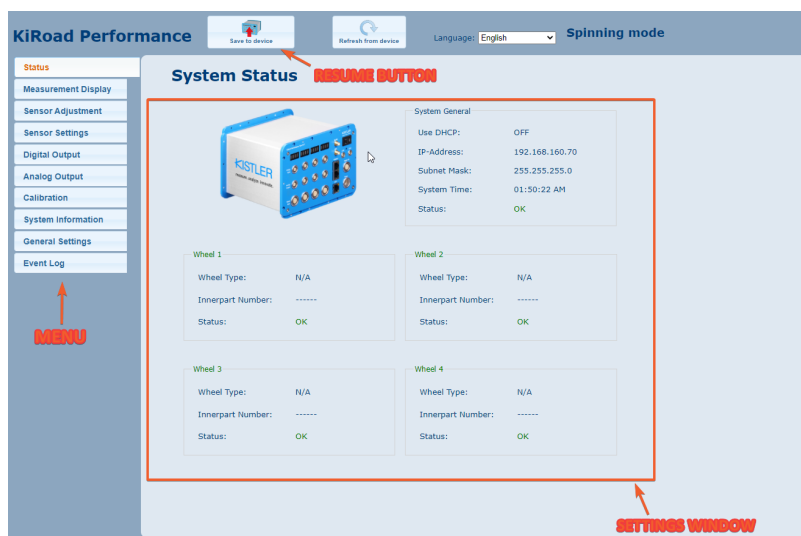 KiRoad Performance
Save to device
Refresh from device
Language: English
Spinning mode
Status
Measurement Display
Sensor Adjustment
Sensor Settings
Digital Output
Analog Output
Calibration
System Information
General Settings
Event Log
MENU
System Status
RESUME BUTTON
KISTLER
System General
Use DHCP: OFF
IP-Address: 192.168.160.70
Subnet Mask: 255.255.255.0
System Time: 01:50:22 AM
Status: OK
Wheel 1
Wheel Type: N/A
Innerpart Number: ------
Status: OK
Wheel 2
Wheel Type: N/A
Innerpart Number: ------
Status: OK
Wheel 3
Wheel Type: N/A
Innerpart Number: ------
Status: OK
Wheel 4
Wheel Type: N/A
Innerpart Number: ------
Status: OK
SETTINGS WINDOW